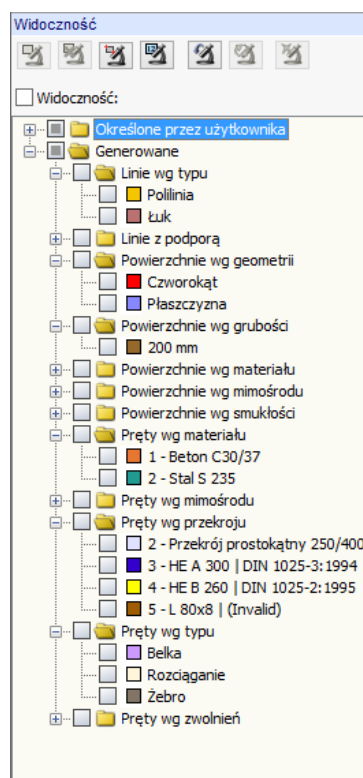 Widoczność
Widoczność:
Określone przez użytkownika
Generowane
Linie wg typu
Polilinia
Łuk
Linie z podporą
Powierzchnie wg geometrii
Czworokąt
Płaszczyzna
Powierzchnie wg grubości
200 mm
Powierzchnie wg materiału
Powierzchnie wg mimośrodu
Powierzchnie wg smukłości
Pręty wg materiału
1 - Beton C30/37
2 - Stal S 235
Pręty wg mimośrodu
Pręty wg przekroju
2 - Przekrój prostokątny 250/400
3 - HE A 300 | DIN 1025-3:1994
4 - HE B 260 | DIN 1025-2:1995
5 - L 80x8 | (Invalid)
Pręty wg typu
Belka
Rozciąganie
Żebro
Pręty wg zwolnień